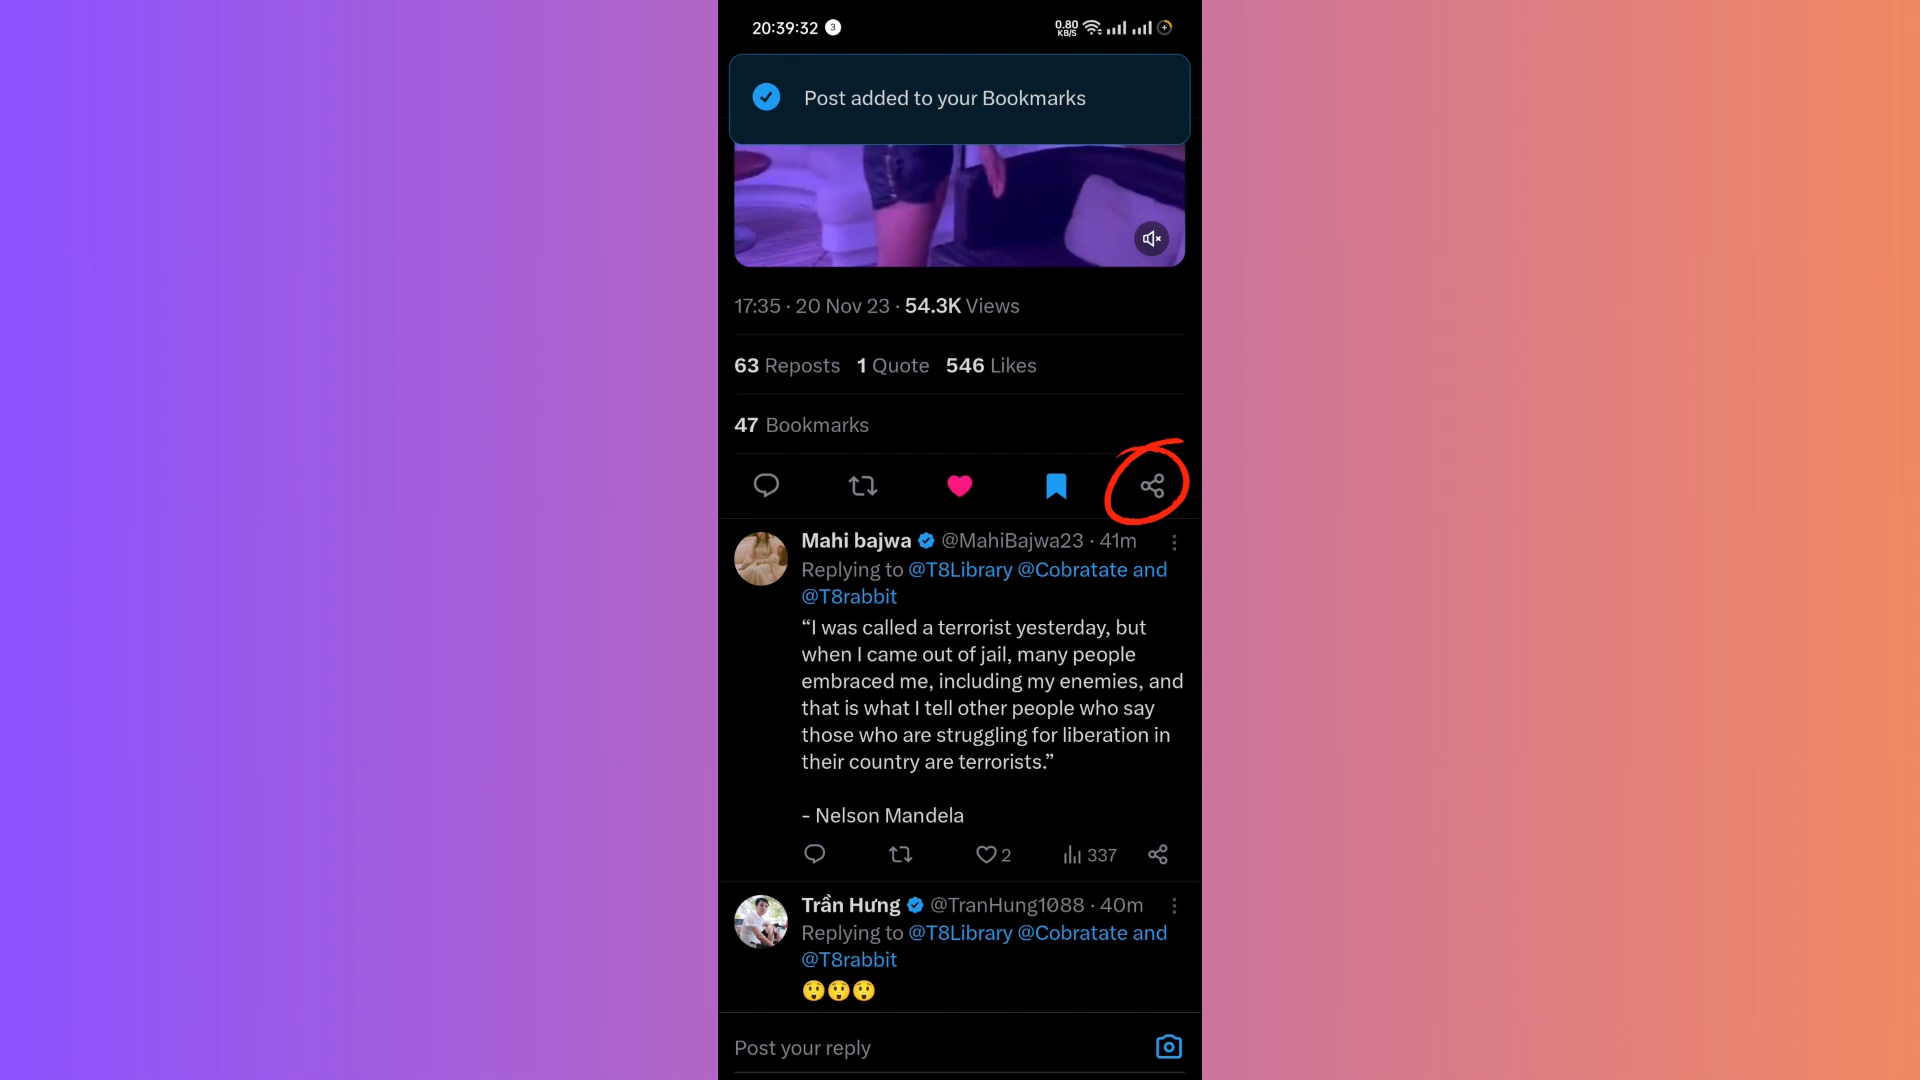 20:39:32 3
0.80
KB/S
Post added to your Bookmarks
17:35 · 20 Nov 23 · 54.3K Views
63 Reposts 1 Quote 546 Likes
47 Bookmarks
Mahi bajwa @MahiBajwa23 · 41m
Replying to @T8Library @Cobratate and
@T8rabbit
“I was called a terrorist yesterday, but
when I came out of jail, many people
embraced me, including my enemies, and
that is what I tell other people who say
those who are struggling for liberation in
their country are terrorists.”
- Nelson Mandela
2 337
Trần Hưng @TranHung1088 · 40m
Replying to @T8Library @Cobratate and
@T8rabbit
😲😲😲
Post your reply